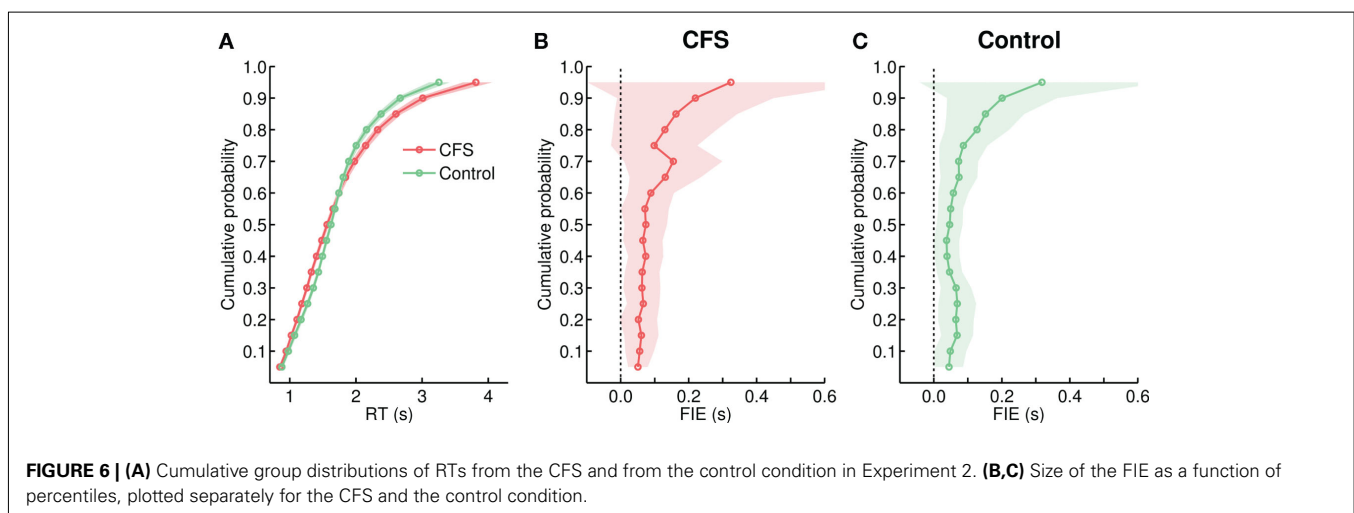 A
Cumulative probability
1.0
0.9
0.8
0.7
0.6
0.5
0.4
0.3
0.2
0.1
CFS
Control
1 2 3 4
RT (s)
B
CFS
Cumulative probability
1.0
0.9
0.8
0.7
0.6
0.5
0.4
0.3
0.2
0.1
0.0 0.2 0.4 0.6
FIE (s)
C
Control
Cumulative probability
1.0
0.9
0.8
0.7
0.6
0.5
0.4
0.3
0.2
0.1
0.0 0.2 0.4 0.6
FIE (s)
FIGURE 6 | (A) Cumulative group distributions of RTs from the CFS and from the control condition in Experiment 2. (B,C) Size of the FIE as a function of
percentiles, plotted separately for the CFS and the control condition.